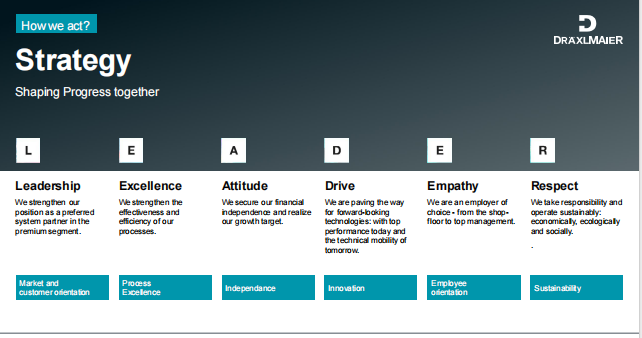 How we act?
DRÄXLMAIER
Strategy
Shaping Progress together
L
E
A
D
E
R
Leadership
We strengthen our
position as a preferred
system partner in the
premium segment.
Market and
customer orientation
Excellence
We strengthen the
effectiveness and
efficiency of our
processes.
Process
Excellence
Attitude
We secure our financial
independence and realize
our growth target.
Independance
Drive
We are paving the way
for forward-looking
technologies: with top
performance today and
the technical mobility of
tomorrow.
Innovation
Empathy
We are an employer of
choice - from the shop-
floor to top management.
Employee
orientation
Respect
We take responsibility and
operate sustainably:
economically, ecologically
and socially.
.
Sustainability